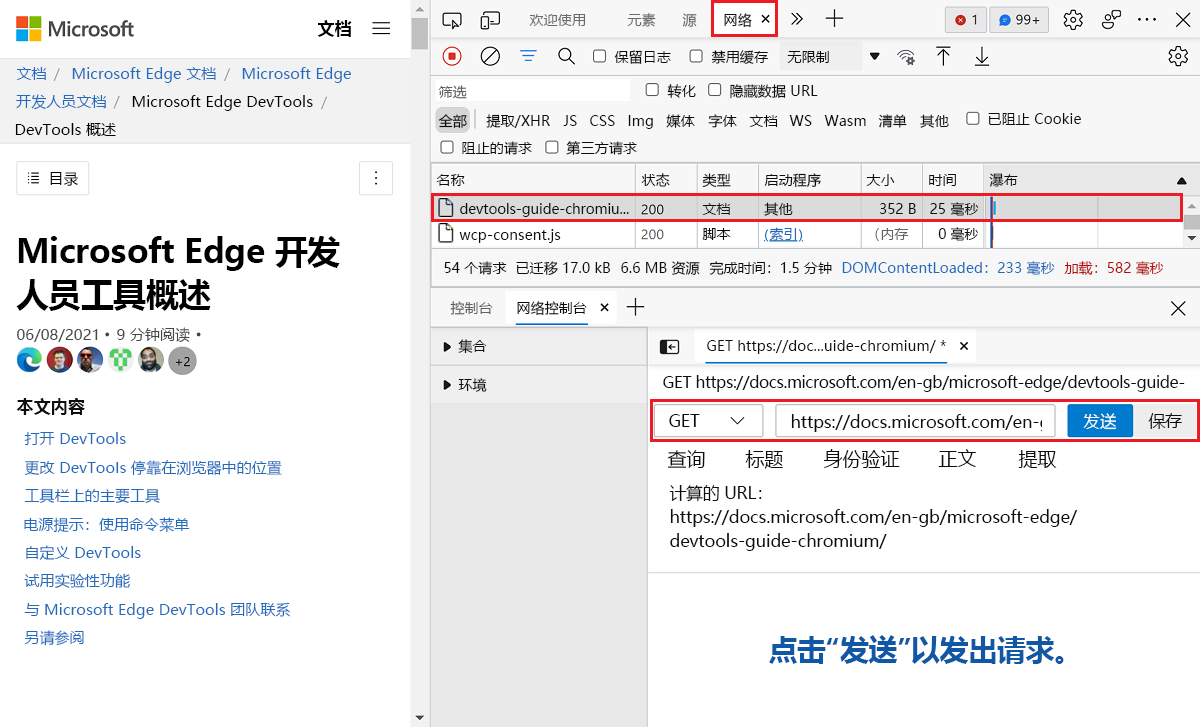 Microsoft
文档
文档 / Microsoft Edge 文档 / Microsoft Edge
开发人员文档 / Microsoft Edge DevTools /
DevTools 概述
目录
Microsoft Edge 开发
人员工具概述
06/08/2021 • 9 分钟阅读 •
+2
本文内容
打开 DevTools
更改 DevTools 停靠在浏览器中的位置
工具栏上的主要工具
电源提示：使用命令菜单
自定义 DevTools
试用实验性功能
与 Microsoft Edge DevTools 团队联系
另请参阅
欢迎使用 元素 源 网络 1 99+
保留日志 禁用缓存 无限制
筛选 转化 隐藏数据 URL
全部 提取/XHR JS CSS Img 媒体 字体 文档 WS Wasm 清单 其他 已阻止 Cookie
阻止的请求 第三方请求
名称 状态 类型 启动程序 大小 时间 瀑布
devtools-guide-chromiu... 200 文档 其他 352 B 25 毫秒
wcp-consent.js 200 脚本 (索引) （内存 0 毫秒
54 个请求 已迁移 17.0 kB 6.6 MB 资源 完成时间：1.5 分钟 DOMContentLoaded：233 毫秒 加载：582 毫秒
控制台 网络控制台
集合
环境
GET https://doc...uide-chromium/ *
GET https://docs.microsoft.com/en-gb/microsoft-edge/devtools-guide-
GET https://docs.microsoft.com/en-g 发送 保存
查询 标题 身份验证 正文 提取
计算的 URL：
https://docs.microsoft.com/en-gb/microsoft-edge/
devtools-guide-chromium/
点击“发送”以发出请求。